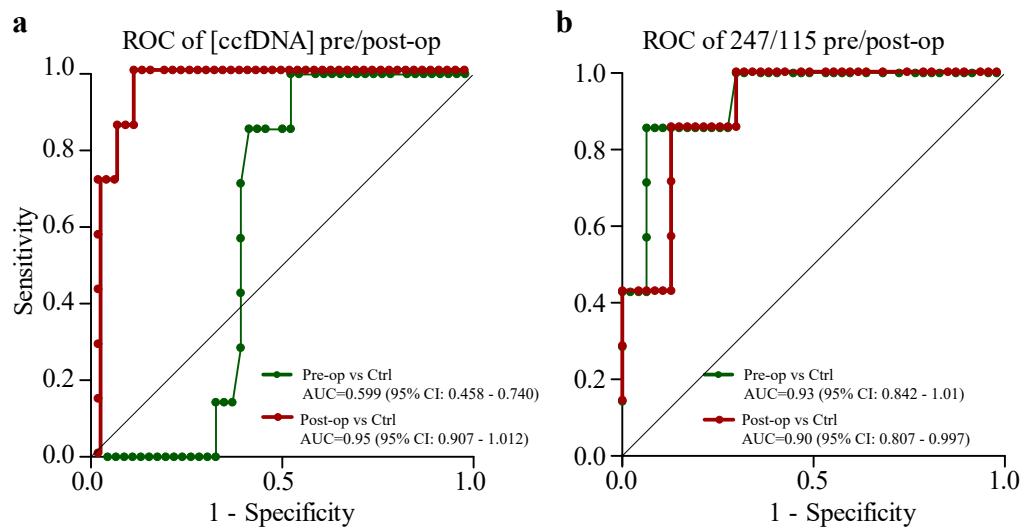 a
ROC of [ccfDNA] pre/post-op
1.0
0.8
0.6
0.4
0.2
0.0
Sensitivity
0.0
0.5
1.0
1 - Specificity
Pre-op vs Ctrl
AUC=0.599 (95% CI: 0.458 - 0.740)
Post-op vs Ctrl
AUC=0.95 (95% CI: 0.907 - 1.012)
b
ROC of 247/115 pre/post-op
1.0
0.8
0.6
0.4
0.2
0.0
0.0
0.5
1.0
1 - Specificity
Pre-op vs Ctrl
AUC=0.93 (95% CI: 0.842 - 1.01)
Post-op vs Ctrl
AUC=0.90 (95% CI: 0.807 - 0.997)